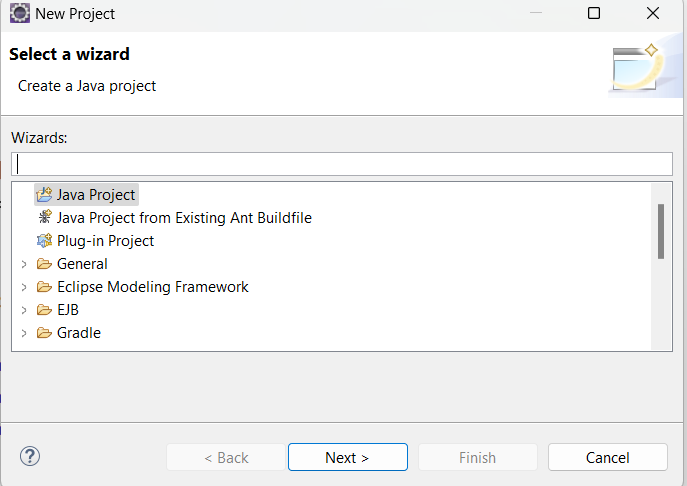 New Project
Select a wizard
Create a Java project
Wizards:
Java Project
Java Project from Existing Ant Buildfile
Plug-in Project
General
Eclipse Modeling Framework
EJB
Gradle
? < Back Next > Finish Cancel